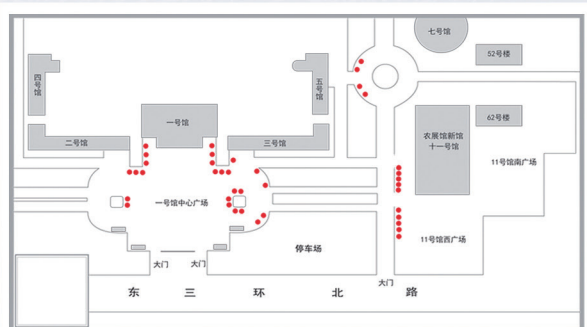 七号馆
52号楼
四号馆
五号馆
一号馆
62号楼
农展馆新馆
十一号馆
二号馆
三号馆
11号馆南广场
一号馆中心广场
11号馆西广场
停车场
大门
大门
大门
东三环北路